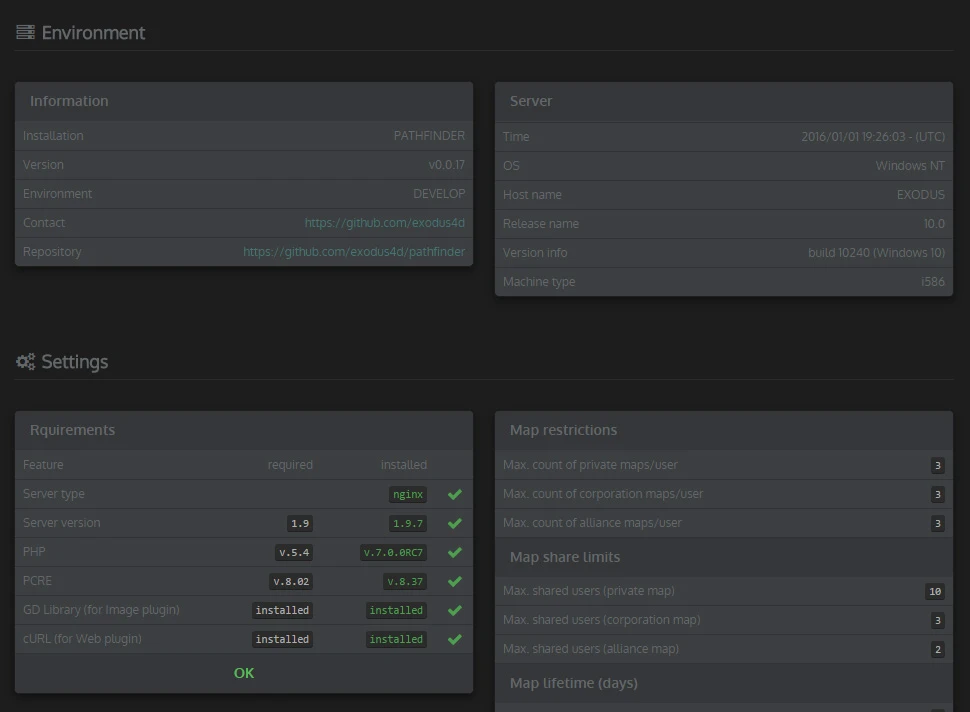 Environment
Information
Installation PATHFINDER
Version v0.0.17
Environment DEVELOP
Contact https://github.com/exodus4d
Repository https://github.com/exodus4d/pathfinder
Server
Time 2016/01/01 19:26:03 - (UTC)
OS Windows NT
Host name EXODUS
Release name 10.0
Version info build 10240 (Windows 10)
Machine type i586
Settings
Rquirements
Feature required installed
Server type nginx
Server version 1.9 1.9.7
PHP v.5.4 v.7.0.0RC7
PCRE v.8.02 v.8.37
GD Library (for Image plugin) installed installed
cURL (for Web plugin) installed installed
OK
Map restrictions
Max. count of private maps/user 3
Max. count of corporation maps/user 3
Max. count of alliance maps/user 3
Map share limits
Max. shared users (private map) 10
Max. shared users (corporation map) 3
Max. shared users (alliance map) 2
Map lifetime (days)